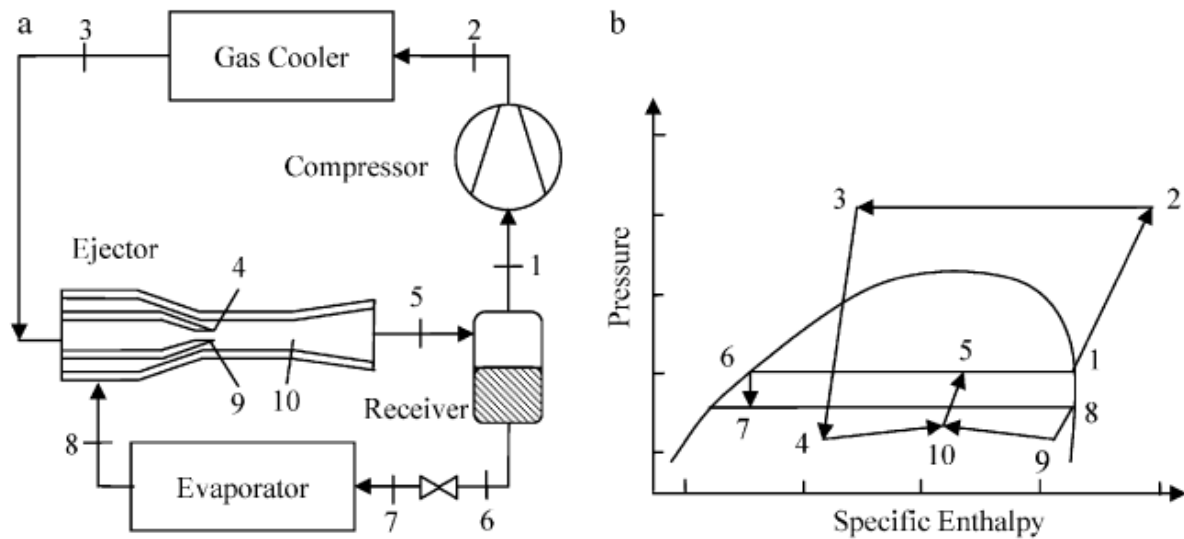 a
3
Gas Cooler
2
Compressor
1
Ejector
4
5
9
10
Receiver
8
Evaporator
7
6
b
Pressure
3
2
6
5
1
7
4
10
9
8
Specific Enthalpy